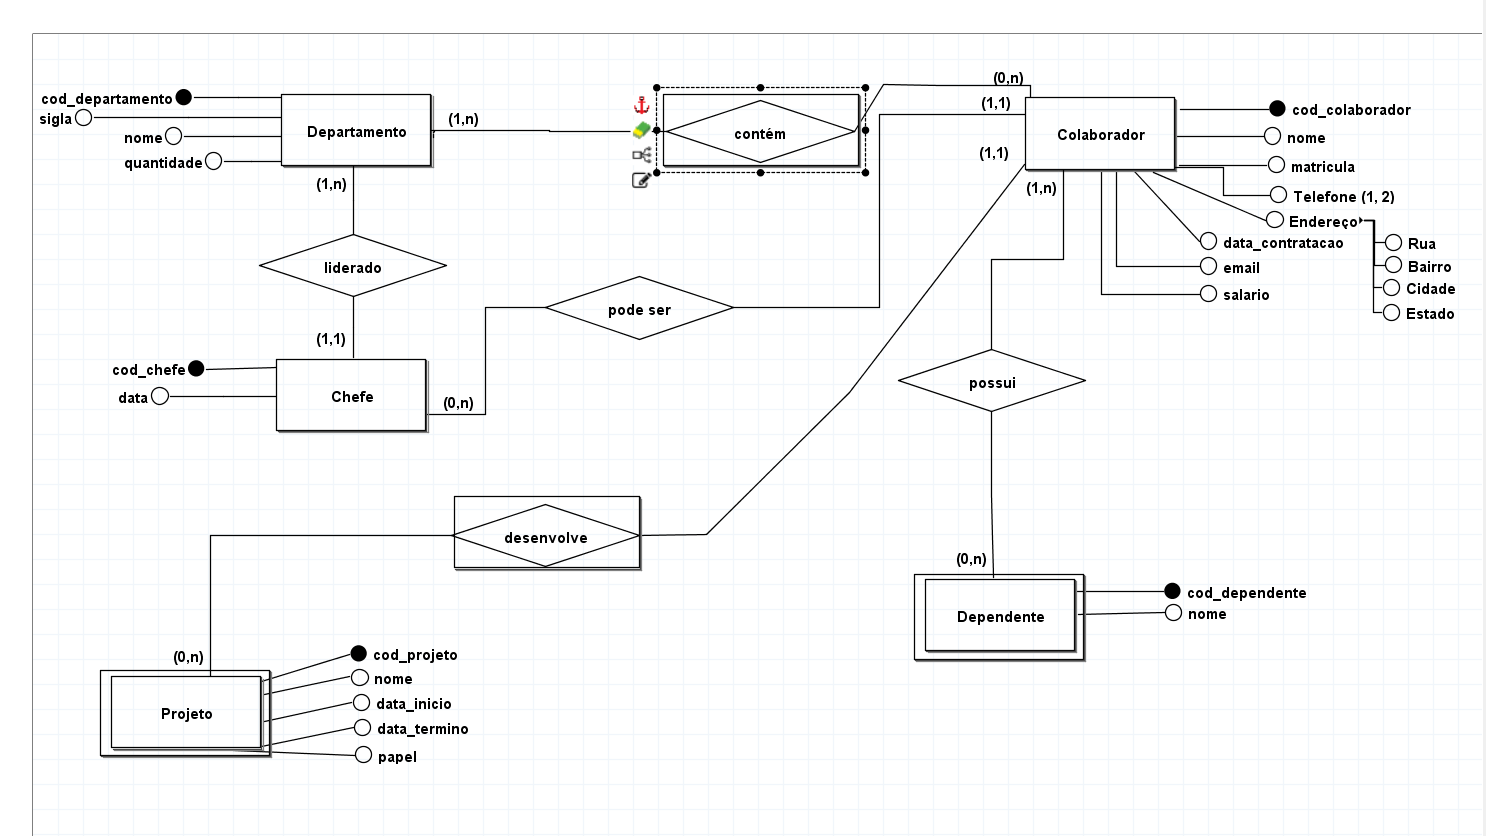 cod_departamento
sigla
nome
quantidade
Departamento
(1,n)
contém
(0,n)
(1,1)
(1,1)
Colaborador
cod_colaborador
nome
matricula
Telefone (1, 2)
Endereço
Rua
Bairro
Cidade
Estado
data_contratacao
email
salario
(1,n)
(1,n)
liderado
(1,1)
pode ser
cod_chefe
data
Chefe
(0,n)
possui
desenvolve
(0,n)
Dependente
cod_dependente
nome
(0,n)
Projeto
cod_projeto
nome
data_inicio
data_termino
papel